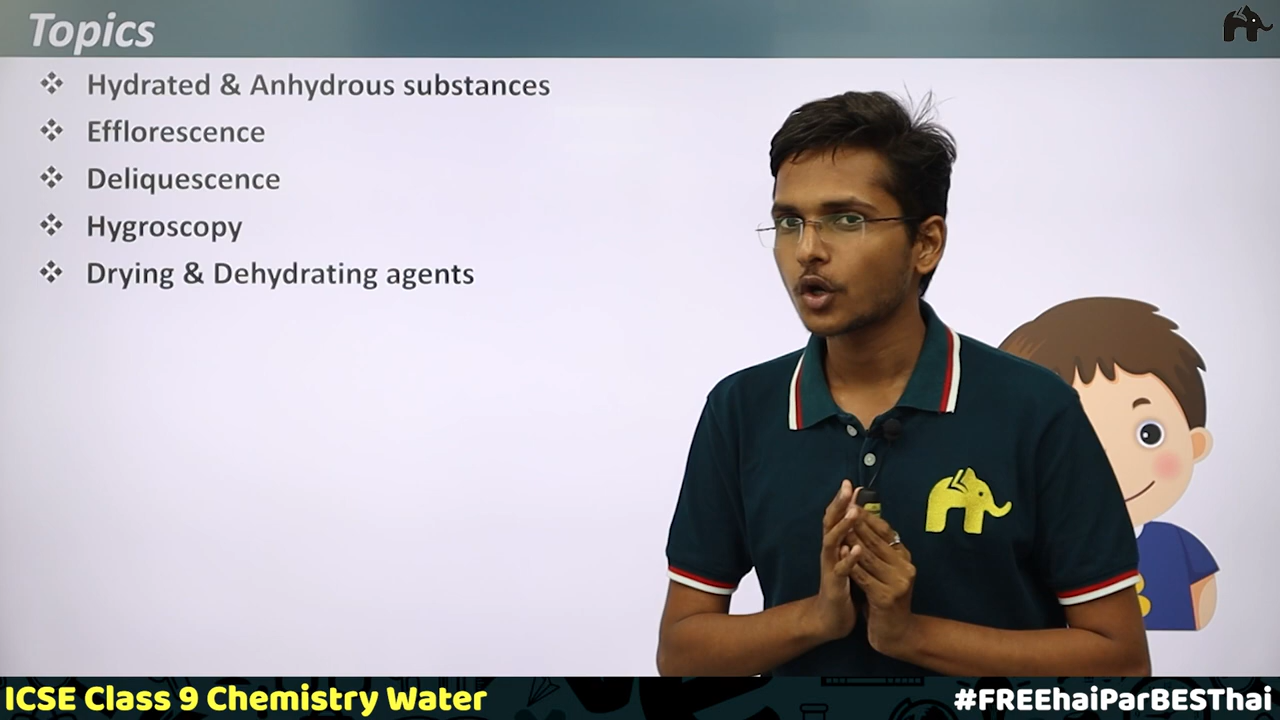 Topics
❖ Hydrated & Anhydrous substances
❖ Efflorescence
❖ Deliquescence
❖ Hygroscopy
❖ Drying & Dehydrating agents
ICSE Class 9 Chemistry Water
#FREEhaiParBESThai